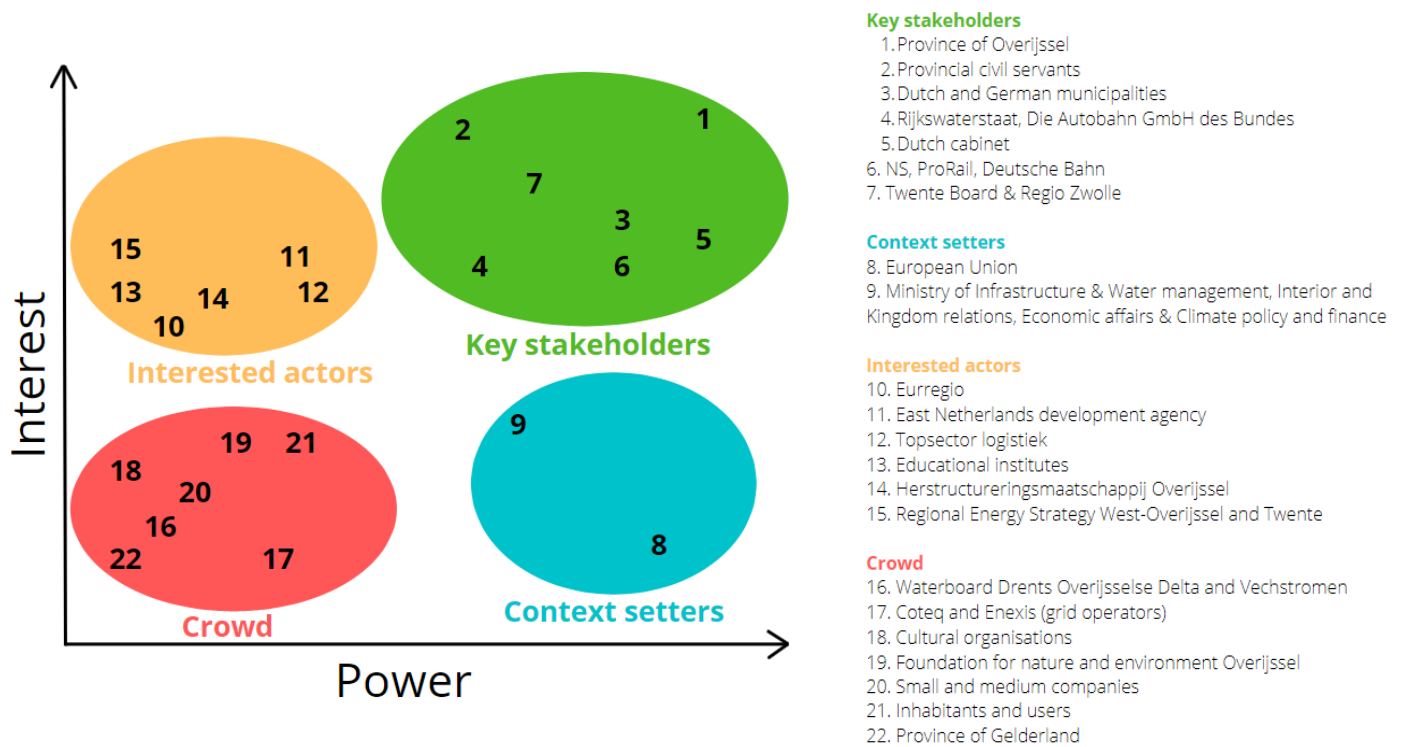 Key stakeholders
1.Province of Overijssel
2.Provincial civil servants
3.Dutch and German municipalities
4.Rijkswaterstaat, Die Autobahn GmbH des Bundes
5.Dutch cabinet
6. NS, ProRail, Deutsche Bahn
7. Twente Board & Regio Zwolle
Context setters
8. European Union
9. Ministry of Infrastructure & Water management, Interior and
Kingdom relations, Economic affairs & Climate policy and finance
Interested actors
10. Eurregio
11. East Netherlands development agency
12. Topsector logistiek
13. Educational institutes
14. Herstructureringsmaatschappij Overijssel
15. Regional Energy Strategy West-Overijssel and Twente
Crowd
16. Waterboard Drents Overijsselse Delta and Vechstromen
17. Coteq and Enexis (grid operators)
18. Cultural organisations
19. Foundation for nature and environment Overijssel
20. Small and medium companies
21. Inhabitants and users
22. Province of Gelderland
Interest
15
11
13
14
12
10
Interested actors
2
1
7
3
5
4
6
Key stakeholders
19
21
18
20
16
22
17
Crowd
9
8
Context setters
Power